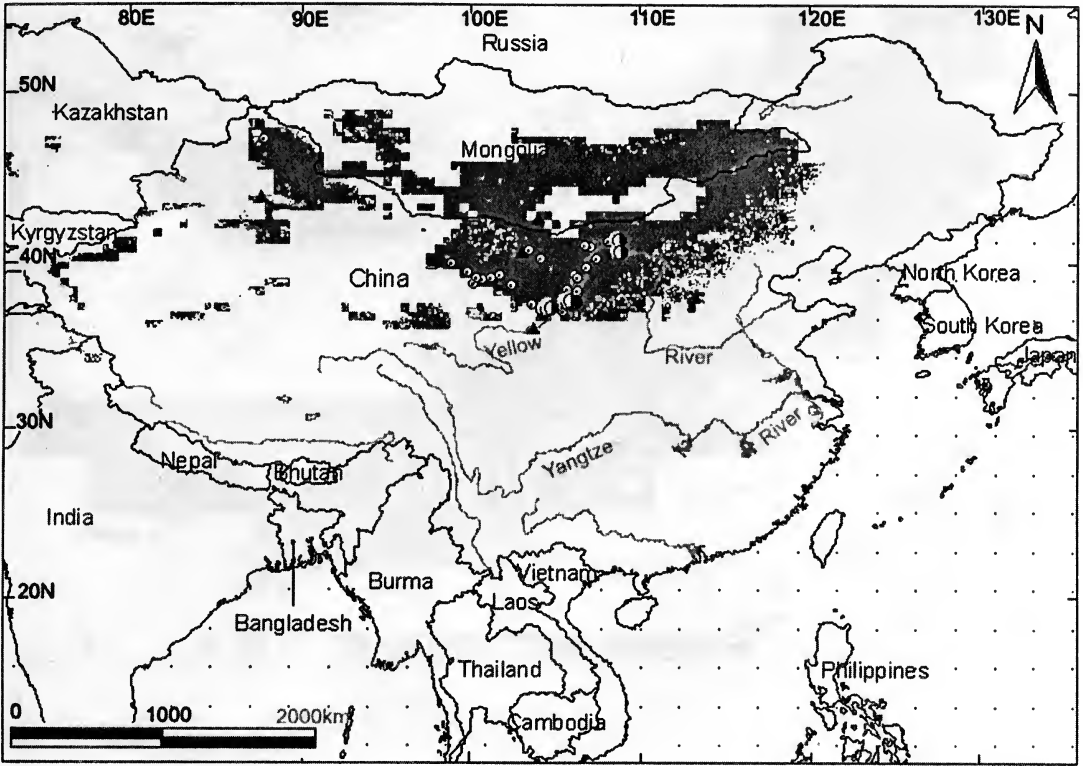 80E 90E 100E 110E 120E 130E
N
Russia
50N
Kazakhstan
Mongolia
Kyrgyzstan
40N
China
North Korea
South Korea
Japan
Yellow River
30N
Yangtze River
Nepal
Bhutan
India
Burma
Vietnam
20N
Laos
Bangladesh
Thailand
Philippines
Cambodia
0 1000 2000km